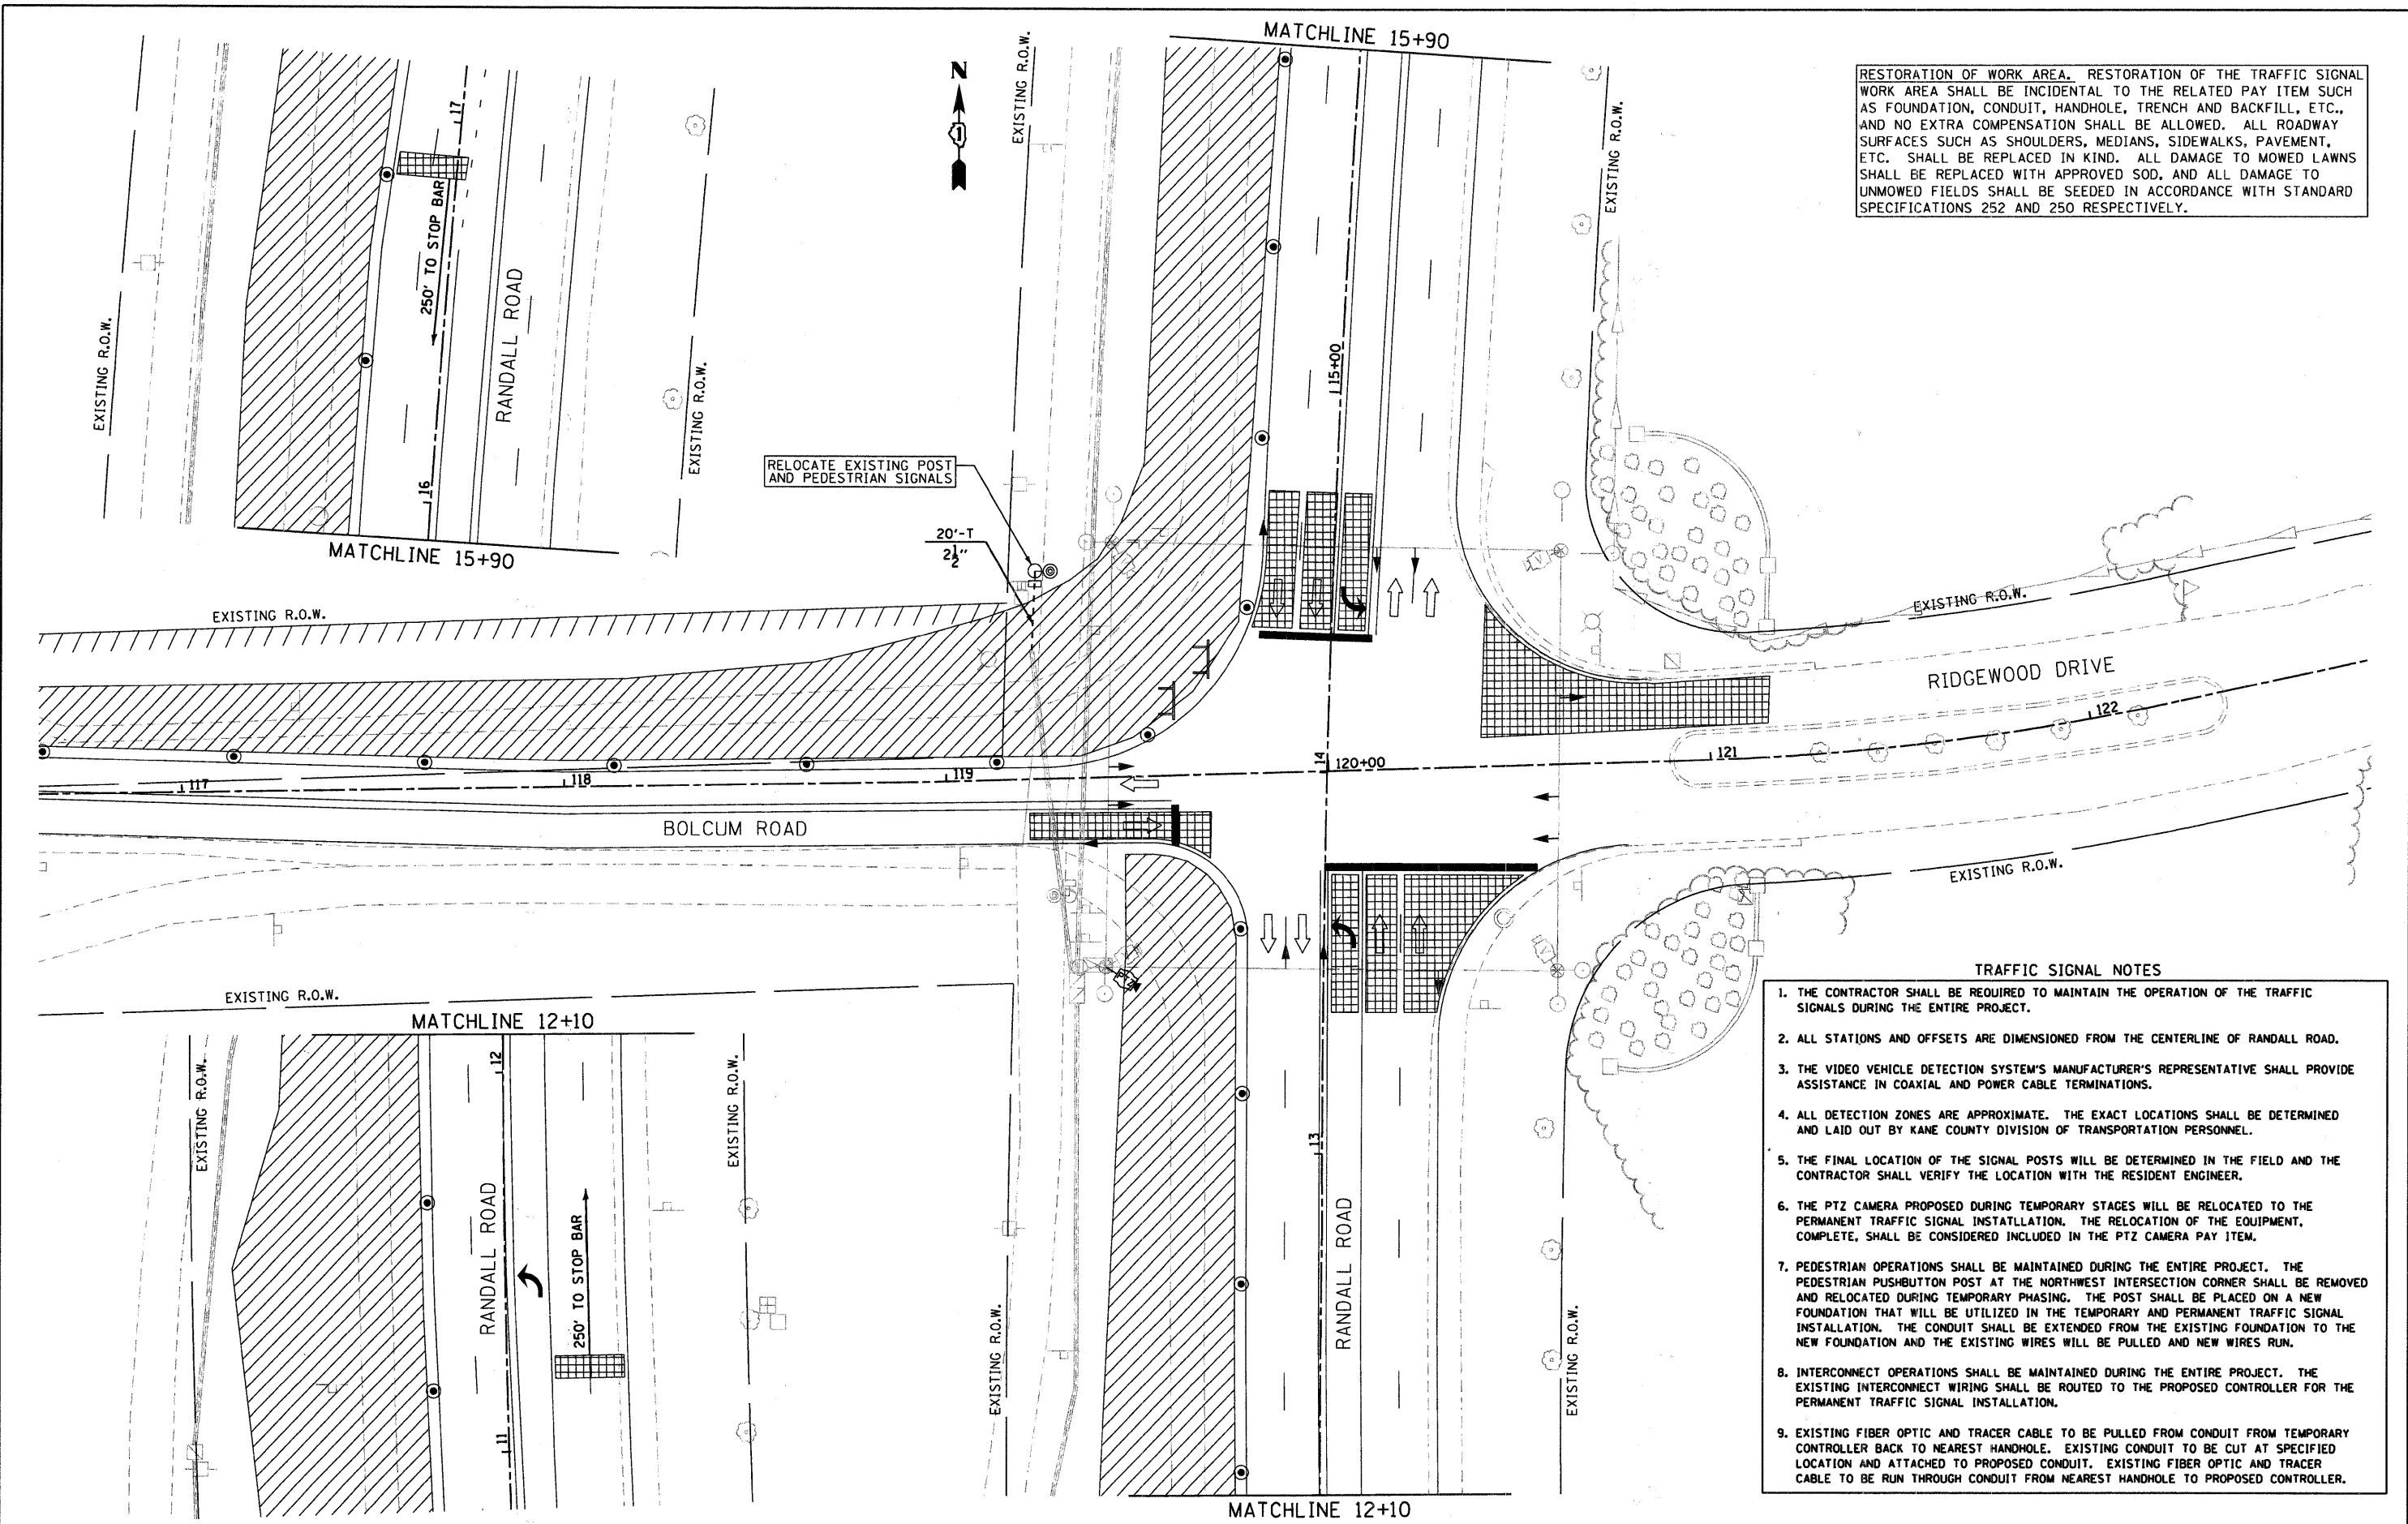 MATCHLINE 15+90
RESTORATION OF WORK AREA. RESTORATION OF THE TRAFFIC SIGNAL
WORK AREA SHALL BE INCIDENTAL TO THE RELATED PAY ITEM SUCH
AS FOUNDATION, CONDUIT, HANDHOLE, TRENCH AND BACKFILL, ETC.,
AND NO EXTRA COMPENSATION SHALL BE ALLOWED. ALL ROADWAY
SURFACES SUCH AS SHOULDERS, MEDIANS, SIDEWALKS, PAVEMENT,
ETC. SHALL BE REPLACED IN KIND. ALL DAMAGE TO MOWED LAWNS
SHALL BE REPLACED WITH APPROVED SOD, AND ALL DAMAGE TO
UNMOWED FIELDS SHALL BE SEEDED IN ACCORDANCE WITH STANDARD
SPECIFICATIONS 252 AND 250 RESPECTIVELY.
N
1
EXISTING R.O.W.
EXISTING R.O.W.
17
250' TO STOP BAR
RANDALL ROAD
EXISTING R.O.W.
EXISTING R.O.W.
16
MATCHLINE 15+90
15+00
RELOCATE EXISTING POST
AND PEDESTRIAN SIGNALS
20'-T
2½"
EXISTING R.O.W.
EXISTING R.O.W.
RIDGEWOOD DRIVE
117
118
119
14
120+00
121
122
BOLCUM ROAD
EXISTING R.O.W.
EXISTING R.O.W.
MATCHLINE 12+10
12
EXISTING R.O.W.
RANDALL ROAD
250' TO STOP BAR
EXISTING R.O.W.
11
EXISTING R.O.W.
13
RANDALL ROAD
EXISTING R.O.W.
MATCHLINE 12+10
TRAFFIC SIGNAL NOTES
1. THE CONTRACTOR SHALL BE REQUIRED TO MAINTAIN THE OPERATION OF THE TRAFFIC
SIGNALS DURING THE ENTIRE PROJECT.
2. ALL STATIONS AND OFFSETS ARE DIMENSIONED FROM THE CENTERLINE OF RANDALL ROAD.
3. THE VIDEO VEHICLE DETECTION SYSTEM'S MANUFACTURER'S REPRESENTATIVE SHALL PROVIDE
ASSISTANCE IN COAXIAL AND POWER CABLE TERMINATIONS.
4. ALL DETECTION ZONES ARE APPROXIMATE. THE EXACT LOCATIONS SHALL BE DETERMINED
AND LAID OUT BY KANE COUNTY DIVISION OF TRANSPORTATION PERSONNEL.
5. THE FINAL LOCATION OF THE SIGNAL POSTS WILL BE DETERMINED IN THE FIELD AND THE
CONTRACTOR SHALL VERIFY THE LOCATION WITH THE RESIDENT ENGINEER.
6. THE PTZ CAMERA PROPOSED DURING TEMPORARY STAGES WILL BE RELOCATED TO THE
PERMANENT TRAFFIC SIGNAL INSTATLLATION. THE RELOCATION OF THE EQUIPMENT,
COMPLETE, SHALL BE CONSIDERED INCLUDED IN THE PTZ CAMERA PAY ITEM.
7. PEDESTRIAN OPERATIONS SHALL BE MAINTAINED DURING THE ENTIRE PROJECT. THE
PEDESTRIAN PUSHBUTTON POST AT THE NORTHWEST INTERSECTION CORNER SHALL BE REMOVED
AND RELOCATED DURING TEMPORARY PHASING. THE POST SHALL BE PLACED ON A NEW
FOUNDATION THAT WILL BE UTILIZED IN THE TEMPORARY AND PERMANENT TRAFFIC SIGNAL
INSTALLATION. THE CONDUIT SHALL BE EXTENDED FROM THE EXISTING FOUNDATION TO THE
NEW FOUNDATION AND THE EXISTING WIRES WILL BE PULLED AND NEW WIRES RUN.
8. INTERCONNECT OPERATIONS SHALL BE MAINTAINED DURING THE ENTIRE PROJECT. THE
EXISTING INTERCONNECT WIRING SHALL BE ROUTED TO THE PROPOSED CONTROLLER FOR THE
PERMANENT TRAFFIC SIGNAL INSTALLATION.
9. EXISTING FIBER OPTIC AND TRACER CABLE TO BE PULLED FROM CONDUIT FROM TEMPORARY
CONTROLLER BACK TO NEAREST HANDHOLE. EXISTING CONDUIT TO BE CUT AT SPECIFIED
LOCATION AND ATTACHED TO PROPOSED CONDUIT. EXISTING FIBER OPTIC AND TRACER
CABLE TO BE RUN THROUGH CONDUIT FROM NEAREST HANDHOLE TO PROPOSED CONTROLLER.